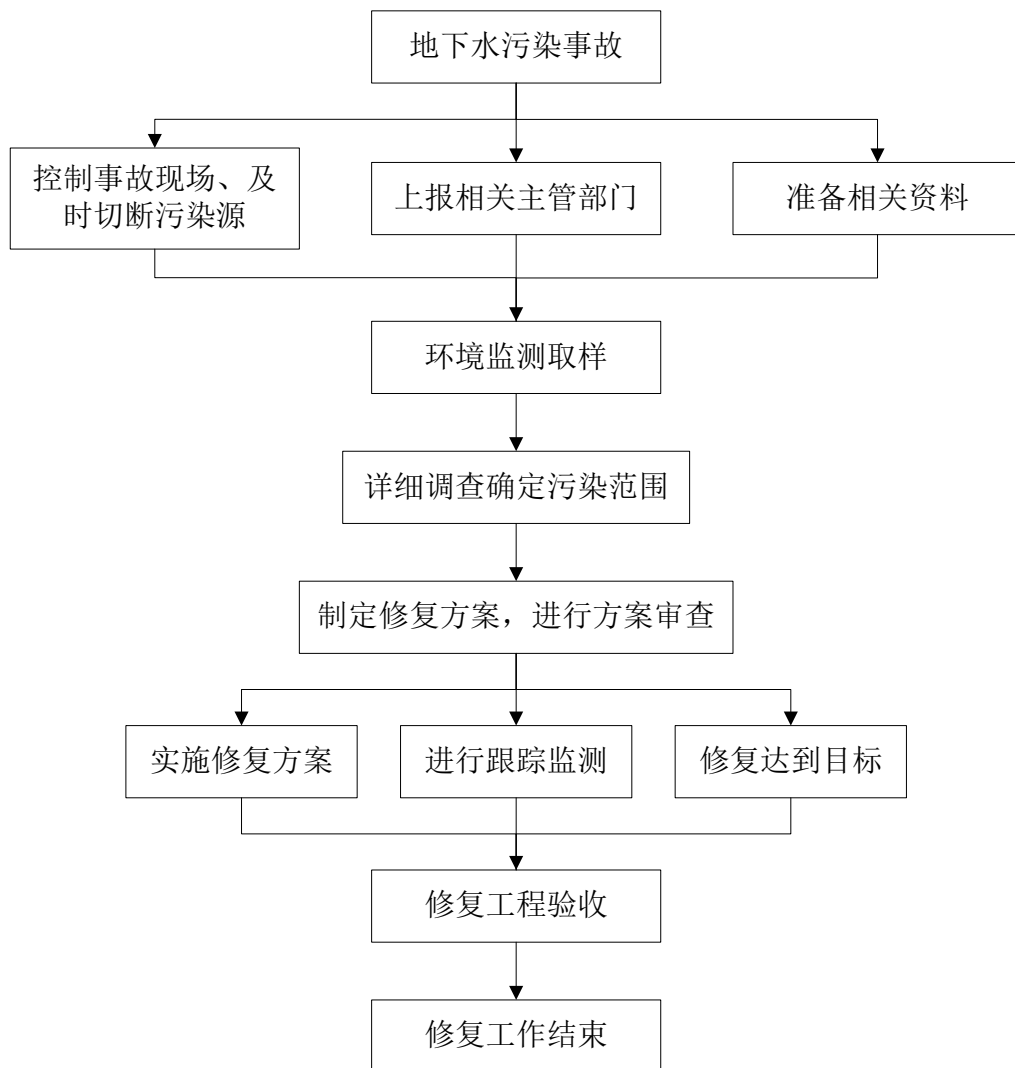 地下水污染事故
控制事故现场、及
时切断污染源
上报相关主管部门
准备相关资料
环境监测取样
详细调查确定污染范围
制定修复方案，进行方案审查
实施修复方案
进行跟踪监测
修复达到目标
修复工程验收
修复工作结束